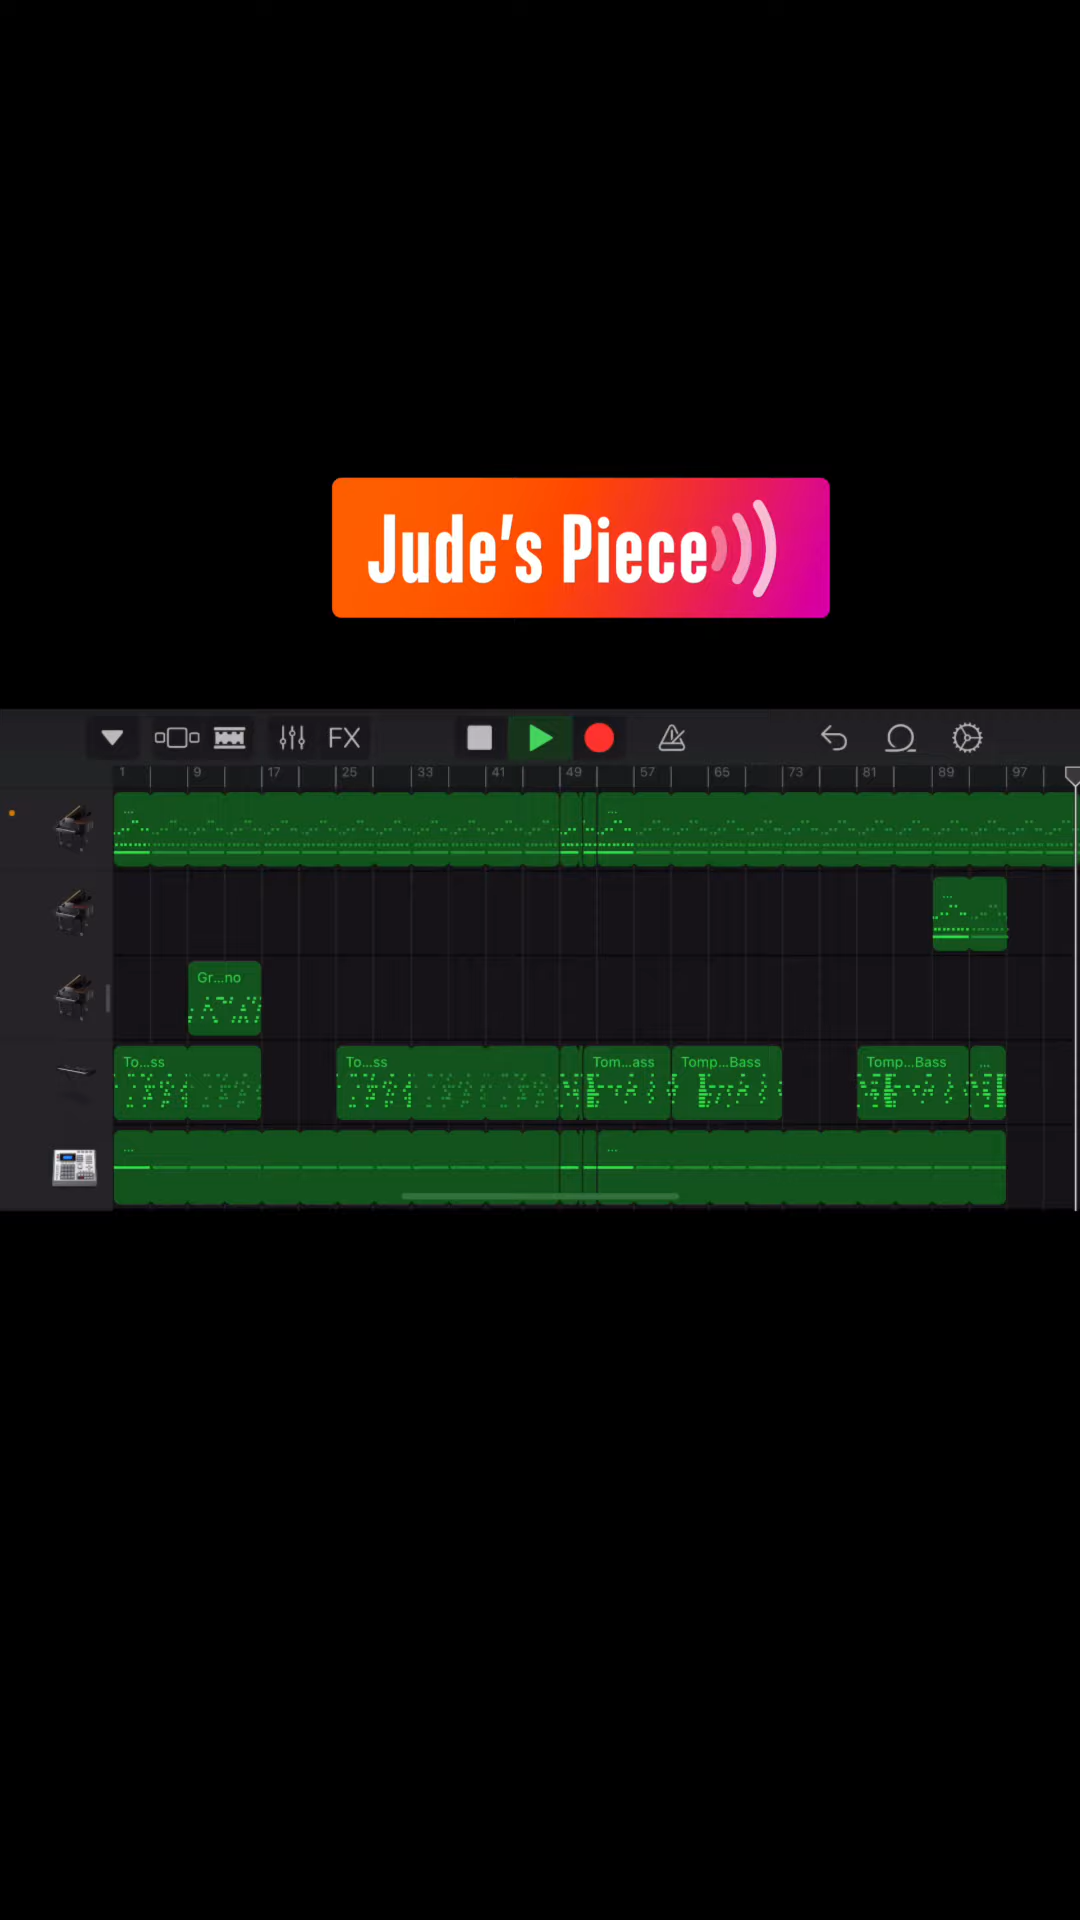 Jude's Piece
FX
1 9 17 25 33 41 49 57 65 73 81 89 97
... ...
...
Gr...no
To...ss To...ss Tom...ass Tomp...Bass Tomp...Bass ...
... ...